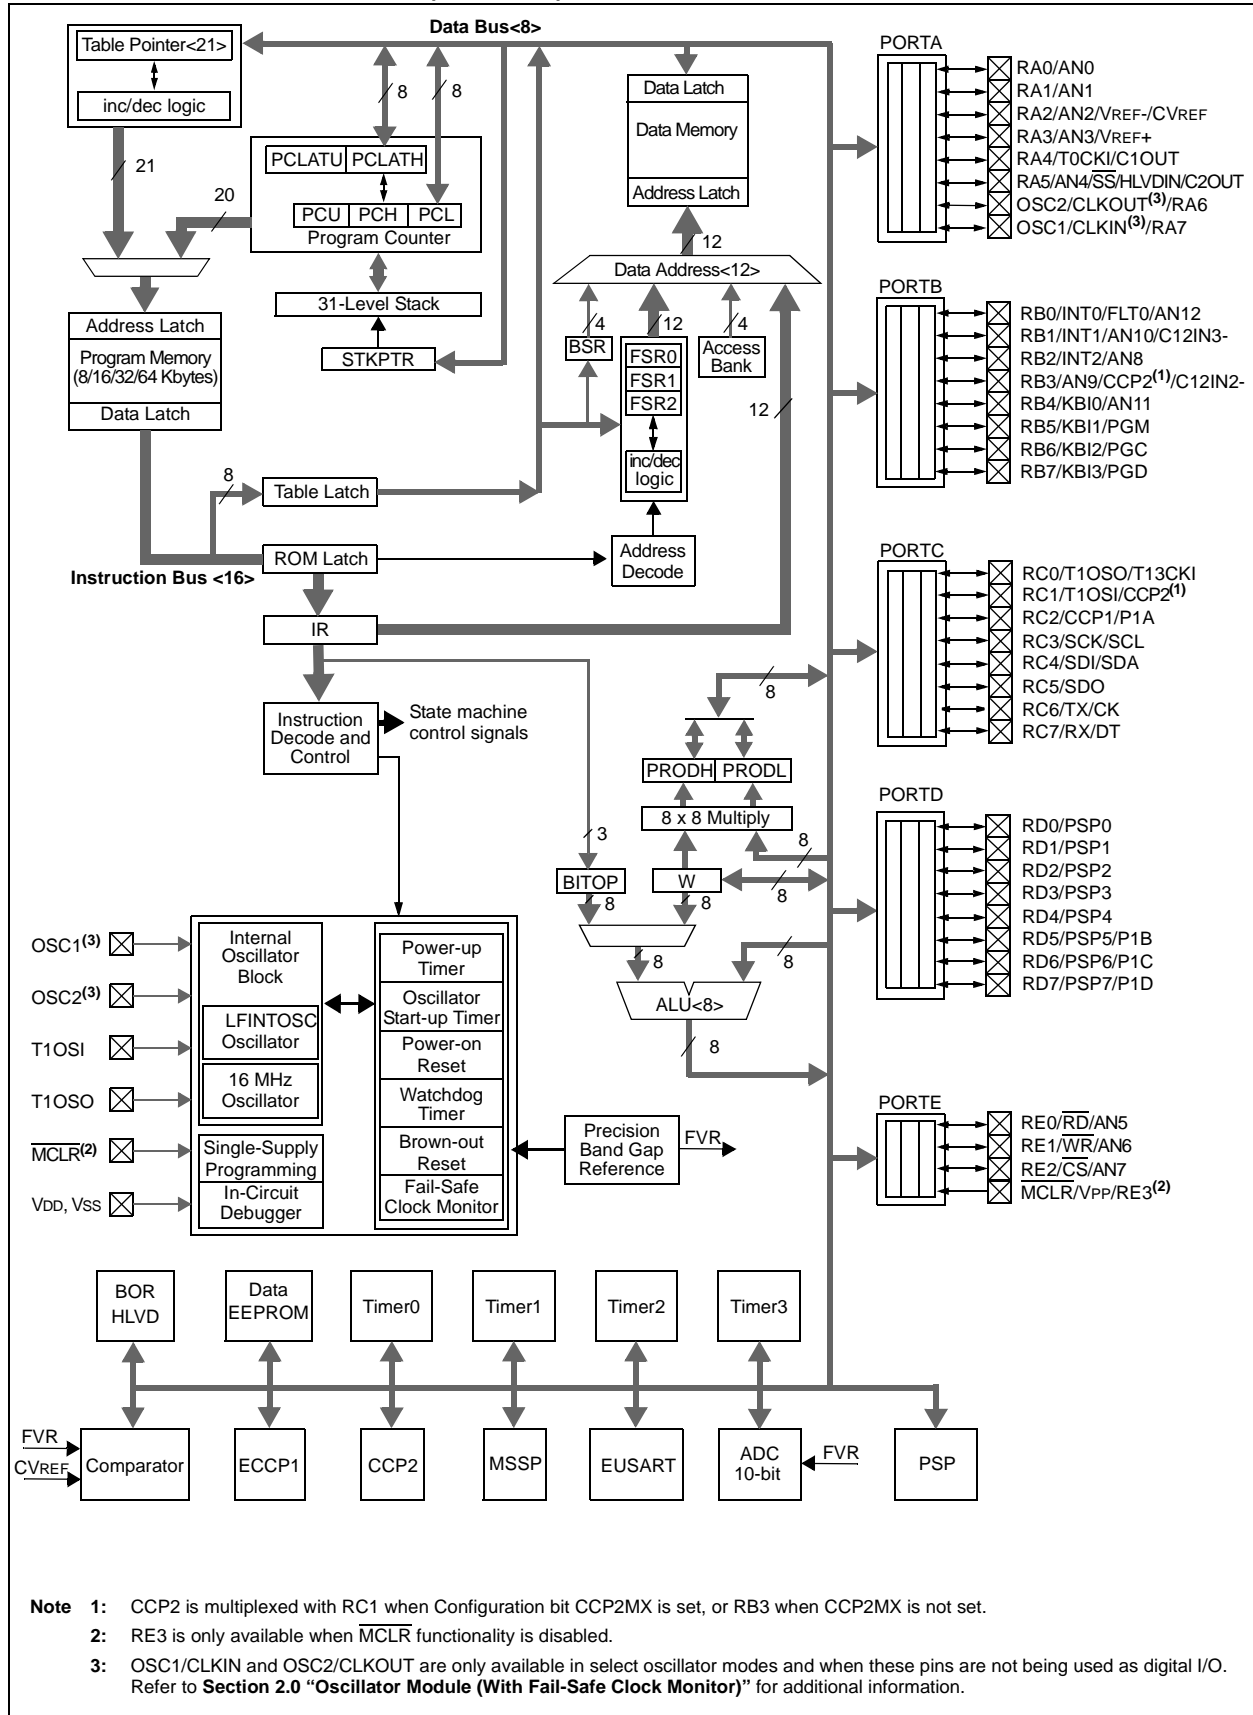 Data Bus<8>
Table Pointer<21>
inc/dec logic
21
20
8
8
PCLATU PCLATH
PCU PCH PCL
Program Counter
31-Level Stack
STKPTR
Data Latch
Data Memory
Address Latch
12
Data Address<12>
4
12
4
BSR
FSR0
FSR1
FSR2
inc/dec
logic
Access
Bank
12
Address Latch
Program Memory
(8/16/32/64 Kbytes)
Data Latch
8
Table Latch
ROM Latch
Instruction Bus <16>
Address
Decode
IR
Instruction
Decode and
Control
State machine
control signals
8
PRODH PRODL
8 x 8 Multiply
3
8
BITOP
W
8
8
8
8
8
ALU<8>
8
PORTA
RA0/AN0
RA1/AN1
RA2/AN2/VREF-/CVREF
RA3/AN3/VREF+
RA4/T0CKI/C1OUT
RA5/AN4/SS/HLVDIN/C2OUT
OSC2/CLKOUT(3)/RA6
OSC1/CLKIN(3)/RA7
PORTB
RB0/INT0/FLT0/AN12
RB1/INT1/AN10/C12IN3-
RB2/INT2/AN8
RB3/AN9/CCP2(1)/C12IN2-
RB4/KBI0/AN11
RB5/KBI1/PGM
RB6/KBI2/PGC
RB7/KBI3/PGD
PORTC
RC0/T1OSO/T13CKI
RC1/T1OSI/CCP2(1)
RC2/CCP1/P1A
RC3/SCK/SCL
RC4/SDI/SDA
RC5/SDO
RC6/TX/CK
RC7/RX/DT
PORTD
RD0/PSP0
RD1/PSP1
RD2/PSP2
RD3/PSP3
RD4/PSP4
RD5/PSP5/P1B
RD6/PSP6/P1C
RD7/PSP7/P1D
PORTE
RE0/RD/AN5
RE1/WR/AN6
RE2/CS/AN7
MCLR/VPP/RE3(2)
OSC1(3)
OSC2(3)
T1OSI
T1OSO
MCLR(2)
VDD, VSS
Internal
Oscillator
Block
LFINTOSC
Oscillator
16 MHz
Oscillator
Single-Supply
Programming
In-Circuit
Debugger
Power-up
Timer
Oscillator
Start-up Timer
Power-on
Reset
Watchdog
Timer
Brown-out
Reset
Fail-Safe
Clock Monitor
Precision
Band Gap
Reference
FVR
BOR
HLVD
Data
EEPROM
Timer0
Timer1
Timer2
Timer3
FVR
CVREF
Comparator
ECCP1
CCP2
MSSP
EUSART
ADC
10-bit
FVR
PSP
Note 1: CCP2 is multiplexed with RC1 when Configuration bit CCP2MX is set, or RB3 when CCP2MX is not set.
2: RE3 is only available when MCLR functionality is disabled.
3: OSC1/CLKIN and OSC2/CLKOUT are only available in select oscillator modes and when these pins are not being used as digital I/O.
Refer to Section 2.0 “Oscillator Module (With Fail-Safe Clock Monitor)” for additional information.